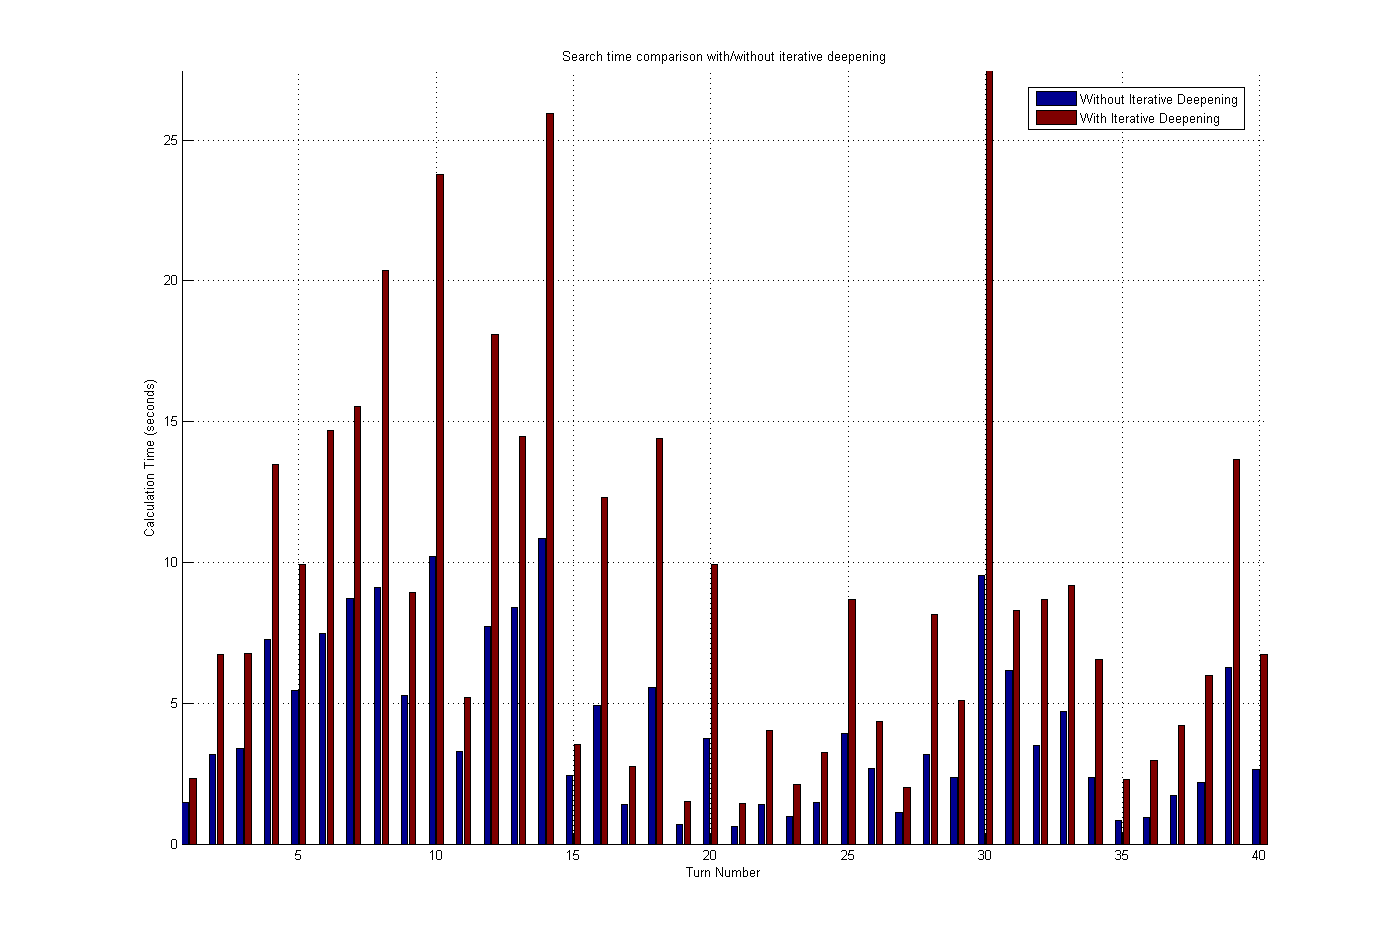 Search time comparison with/without iterative deepening
Without Iterative Deepening
With Iterative Deepening
25
20
15
10
5
0
Calculation Time (seconds)
5 10 15 20 25 30 35 40
Turn Number